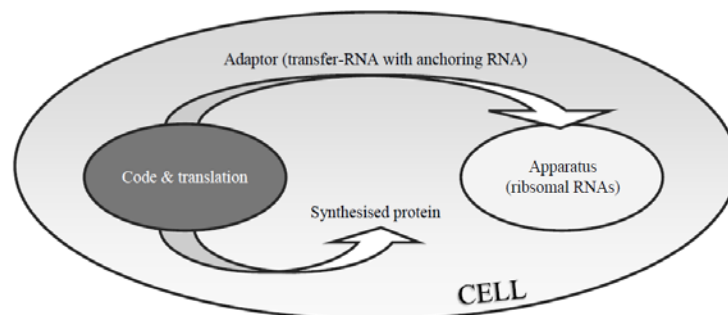 Adaptor (transfer-RNA with anchoring RNA)
Code & translation
Apparatus
(ribsomal RNAs)
Synthesised protein
CELL